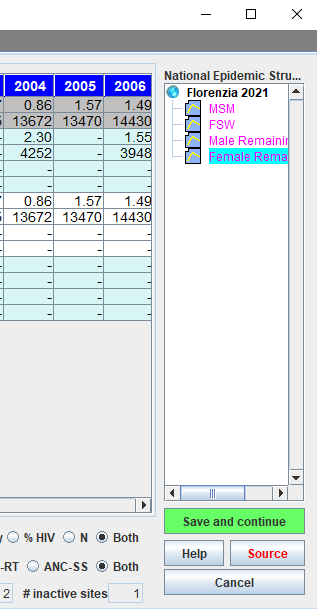 National Epidemic Stru...
2004 2005 2006
0.86 1.57 1.49
13672 13470 14430
2.30 - 1.55
4252 - 3948
- - -
- - -
0.86 1.57 1.49
13672 13470 14430
- - -
- - -
- - -
- - -
- - -
- - -
Florenzia 2021
MSM
FSW
Male Remainin
Female Rema
Save and continue
Help Source
Cancel
% HIV N Both
-RT ANC-SS Both
2 # inactive sites 1